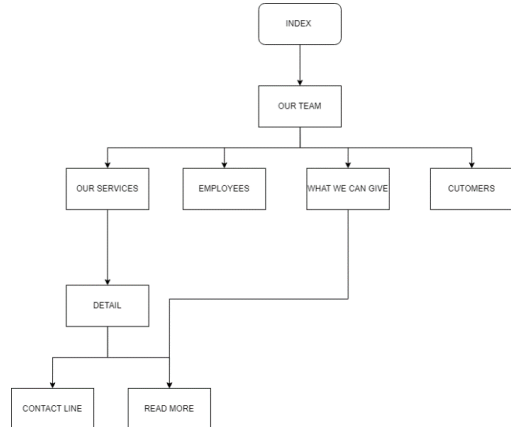 INDEX
OUR TEAM
OUR SERVICES
EMPLOYEES
WHAT WE CAN GIVE
CUTOMERS
DETAIL
CONTACT LINE
READ MORE